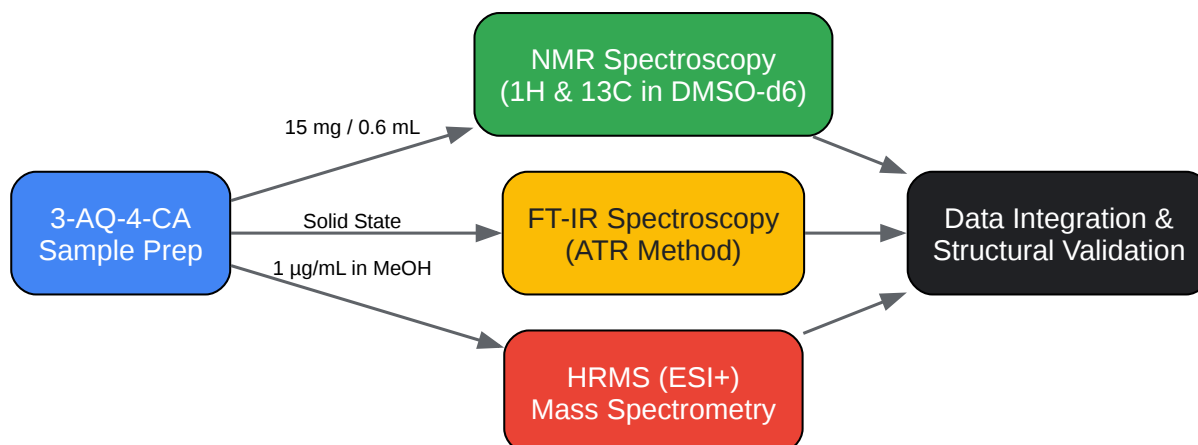 NMR Spectroscopy
(1H & 13C in DMSO-d6)
15 mg / 0.6 mL
3-AQ-4-CA
Sample Prep
Solid State
FT-IR Spectroscopy
(ATR Method)
Data Integration &
Structural Validation
1 µg/mL in MeOH
HRMS (ESI+)
Mass Spectrometry